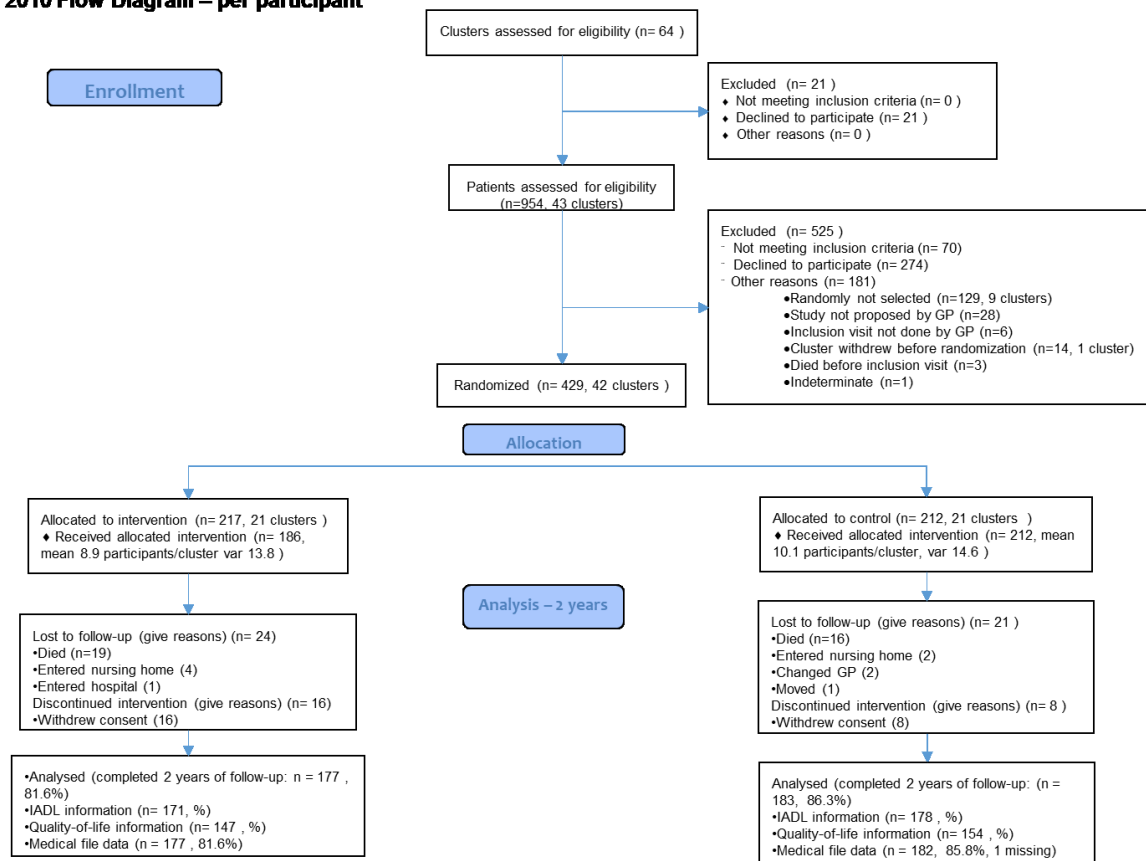 2010 Flow Diagram – per participant
Clusters assessed for eligibility (n= 64 )
Enrollment
Excluded (n= 21 )
♦ Not meeting inclusion criteria (n= 0 )
♦ Declined to participate (n= 21 )
♦ Other reasons (n= 0 )
Patients assessed for eligibility
(n=954, 43 clusters)
Excluded (n= 525 )
- Not meeting inclusion criteria (n= 70)
- Declined to participate (n= 274)
- Other reasons (n= 181)
•Randomly not selected (n=129, 9 clusters)
•Study not proposed by GP (n=28)
•Inclusion visit not done by GP (n=6)
•Cluster withdrew before randomization (n=14, 1 cluster)
•Died before inclusion visit (n=3)
•Indeterminate (n=1)
Randomized (n= 429, 42 clusters )
Allocation
Allocated to intervention (n= 217, 21 clusters )
♦ Received allocated intervention (n= 186,
mean 8.9 participants/cluster var 13.8 )
Allocated to control (n= 212, 21 clusters )
♦ Received allocated intervention (n= 212, mean
10.1 participants/cluster, var 14.6 )
Analysis – 2 years
Lost to follow-up (give reasons) (n= 24)
•Died (n=19)
•Entered nursing home (4)
•Entered hospital (1)
Discontinued intervention (give reasons) (n= 16)
•Withdrew consent (16)
Lost to follow-up (give reasons) (n= 21 )
•Died (n=16)
•Entered nursing home (2)
•Changed GP (2)
•Moved (1)
Discontinued intervention (give reasons) (n= 8 )
•Withdrew consent (8)
•Analysed (completed 2 years of follow-up: n = 177 ,
81.6%)
•IADL information (n= 171, %)
•Quality-of-life information (n= 147 , %)
•Medical file data (n = 177 , 81.6%)
Analysed (completed 2 years of follow-up: (n =
183, 86.3%)
•IADL information (n= 178 , %)
•Quality-of-life information (n= 154 , %)
•Medical file data (n= 182, 85.8%, 1 missing)